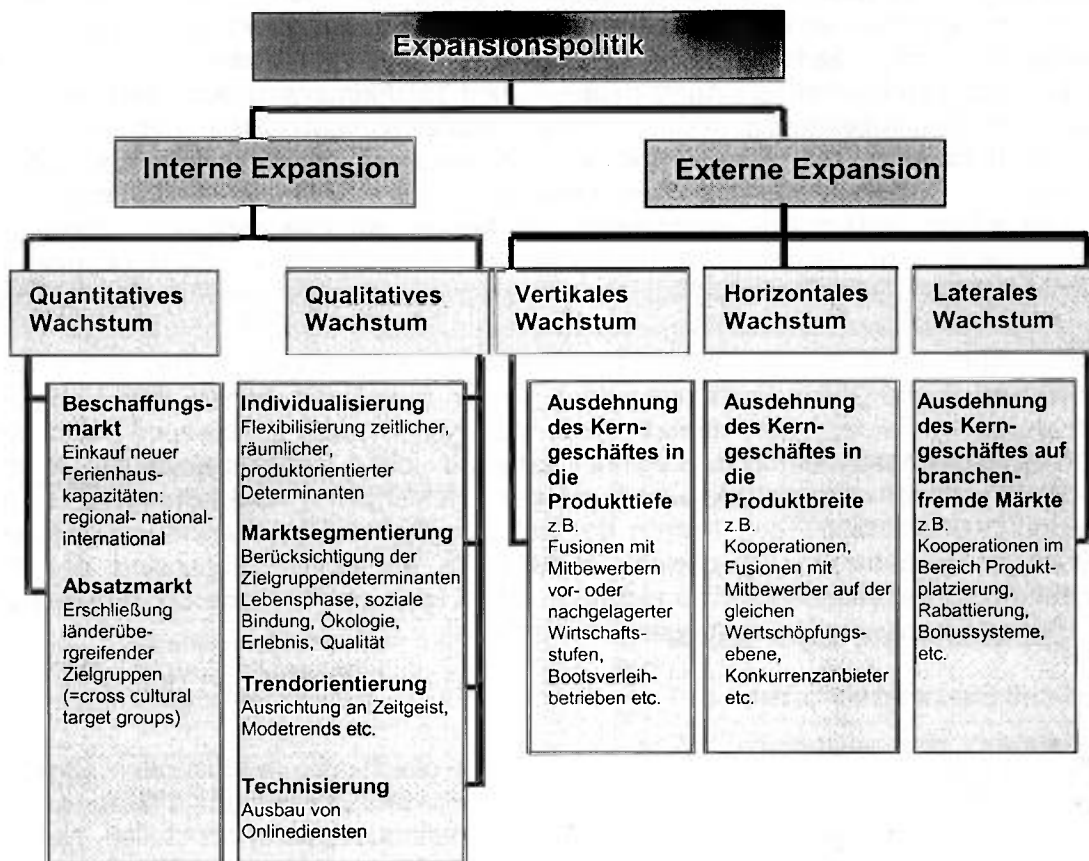 Expansionspolitik
Interne Expansion
Externe Expansion
Quantitatives
Wachstum
Qualitatives
Wachstum
Vertikales
Wachstum
Horizontales
Wachstum
Laterales
Wachstum
Beschaffungs-
markt
Einkauf neuer
Ferienhaus-
kapazitäten:
regional- national-
international
Absatzmarkt
Erschließung
länderübe-
rgreifender
Zielgruppen
(=cross cultural
target groups)
Individualisierung
Flexibilisierung zeitlicher,
räumlicher,
produktorientierter
Determinanten
Marktsegmentierung
Berücksichtigung der
Zielgruppendeterminanten
Lebensphase, soziale
Bindung, Ökologie,
Erlebnis, Qualität
Trendorientierung
Ausrichtung an Zeitgeist,
Modetrends etc.
Technisierung
Ausbau von
Onlinediensten
Ausdehnung
des Kern-
geschäftes in
die
Produkttiefe
z.B.
Fusionen mit
Mitbewerbern
vor- oder
nachgelagerter
Wirtschafts-
stufen,
Bootsverleih-
betrieben etc.
Ausdehnung
des Kern-
geschäftes in
die
Produktbreite
z.B.
Kooperationen,
Fusionen mit
Mitbewerber auf der
gleichen
Wertschöpfungs-
ebene,
Konkurrenzanbieter
etc.
Ausdehnung
des Kern-
geschäftes auf
branchen-
fremde Märkte
z.B.
Kooperationen im
Bereich Produkt-
platzierung,
Rabattierung,
Bonussysteme,
etc.